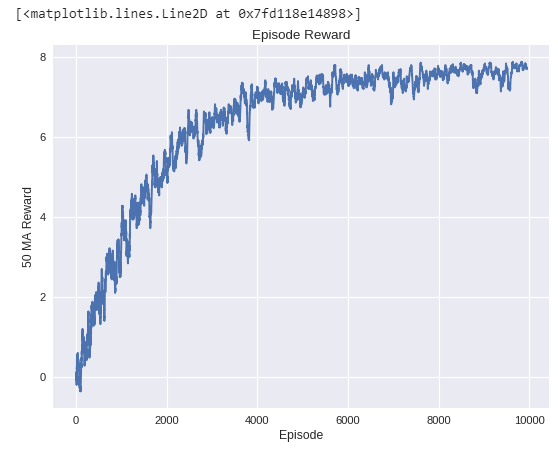 [<matplotlib.lines.Line2D at 0x7fd118e14898>]
Episode Reward
8
6
4
2
0
50 MA Reward
0 2000 4000 6000 8000 10000
Episode